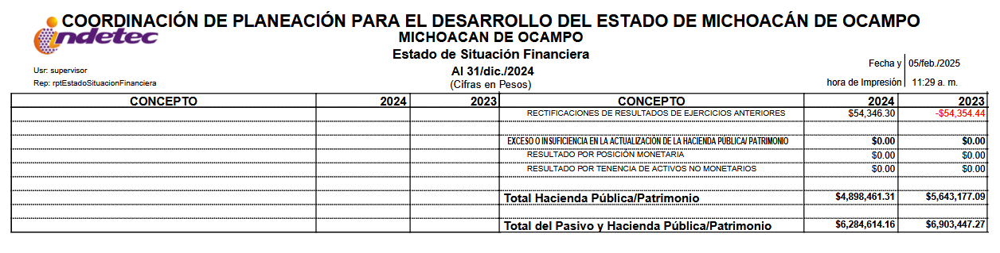 COORDINACIÓN DE PLANEACIÓN PARA EL DESARROLLO DEL ESTADO DE MICHOACÁN DE OCAMPO
indetec
MICHOACAN DE OCAMPO
Estado de Situación Financiera
Al 31/dic./2024
(Cifras en Pesos)
Usr: supervisor
Rep: rptEstadoSituacionFinanciera
Fecha y 05/feb./2025
hora de Impresión 11:29 a. m.
CONCEPTO 2024 2023 CONCEPTO 2024 2023
RECTIFICACIONES DE RESULTADOS DE EJERCICIOS ANTERIORES $54,346.30 -$54,354.44
EXCESO O INSUFICIENCIA EN LA ACTUALIZACIÓN DE LA HACIENDA PÚBLICA/ PATRIMONIO $0.00 $0.00
RESULTADO POR POSICIÓN MONETARIA $0.00 $0.00
RESULTADO POR TENENCIA DE ACTIVOS NO MONETARIOS $0.00 $0.00
Total Hacienda Pública/Patrimonio $4,898,461.31 $5,643,177.09
Total del Pasivo y Hacienda Pública/Patrimonio $6,284,614.16 $6,903,447.27